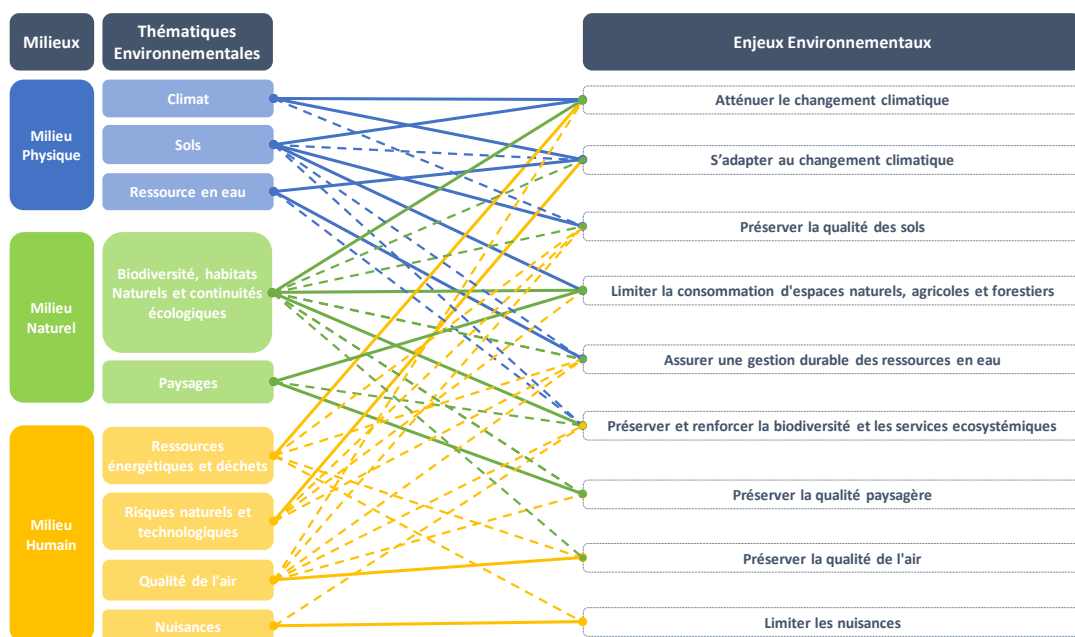 Milieux
Thématiques
Environnementales
Enjeux Environnementaux
Milieu
Physique
Climat
Sols
Ressource en eau
Milieu
Naturel
Biodiversité, habitats
Naturels et continuités
écologiques
Paysages
Milieu
Humain
Ressources
énergétiques et déchets
Risques naturels et
technologiques
Qualité de l'air
Nuisances
Atténuer le changement climatique
S'adapter au changement climatique
Préserver la qualité des sols
Limiter la consommation d'espaces naturels, agricoles et forestiers
Assurer une gestion durable des ressources en eau
Préserver et renforcer la biodiversité et les services ecosystémiques
Préserver la qualité paysagère
Préserver la qualité de l'air
Limiter les nuisances